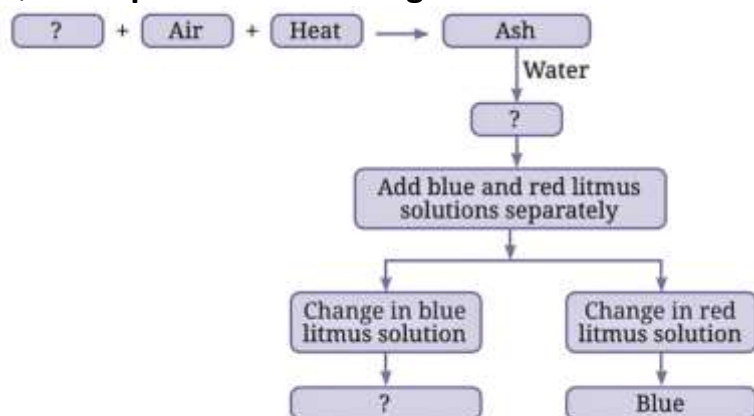 ? + Air + Heat Ash
Water
?
Add blue and red litmus
solutions separately
Change in blue
litmus solution
Change in red
litmus solution
? Blue